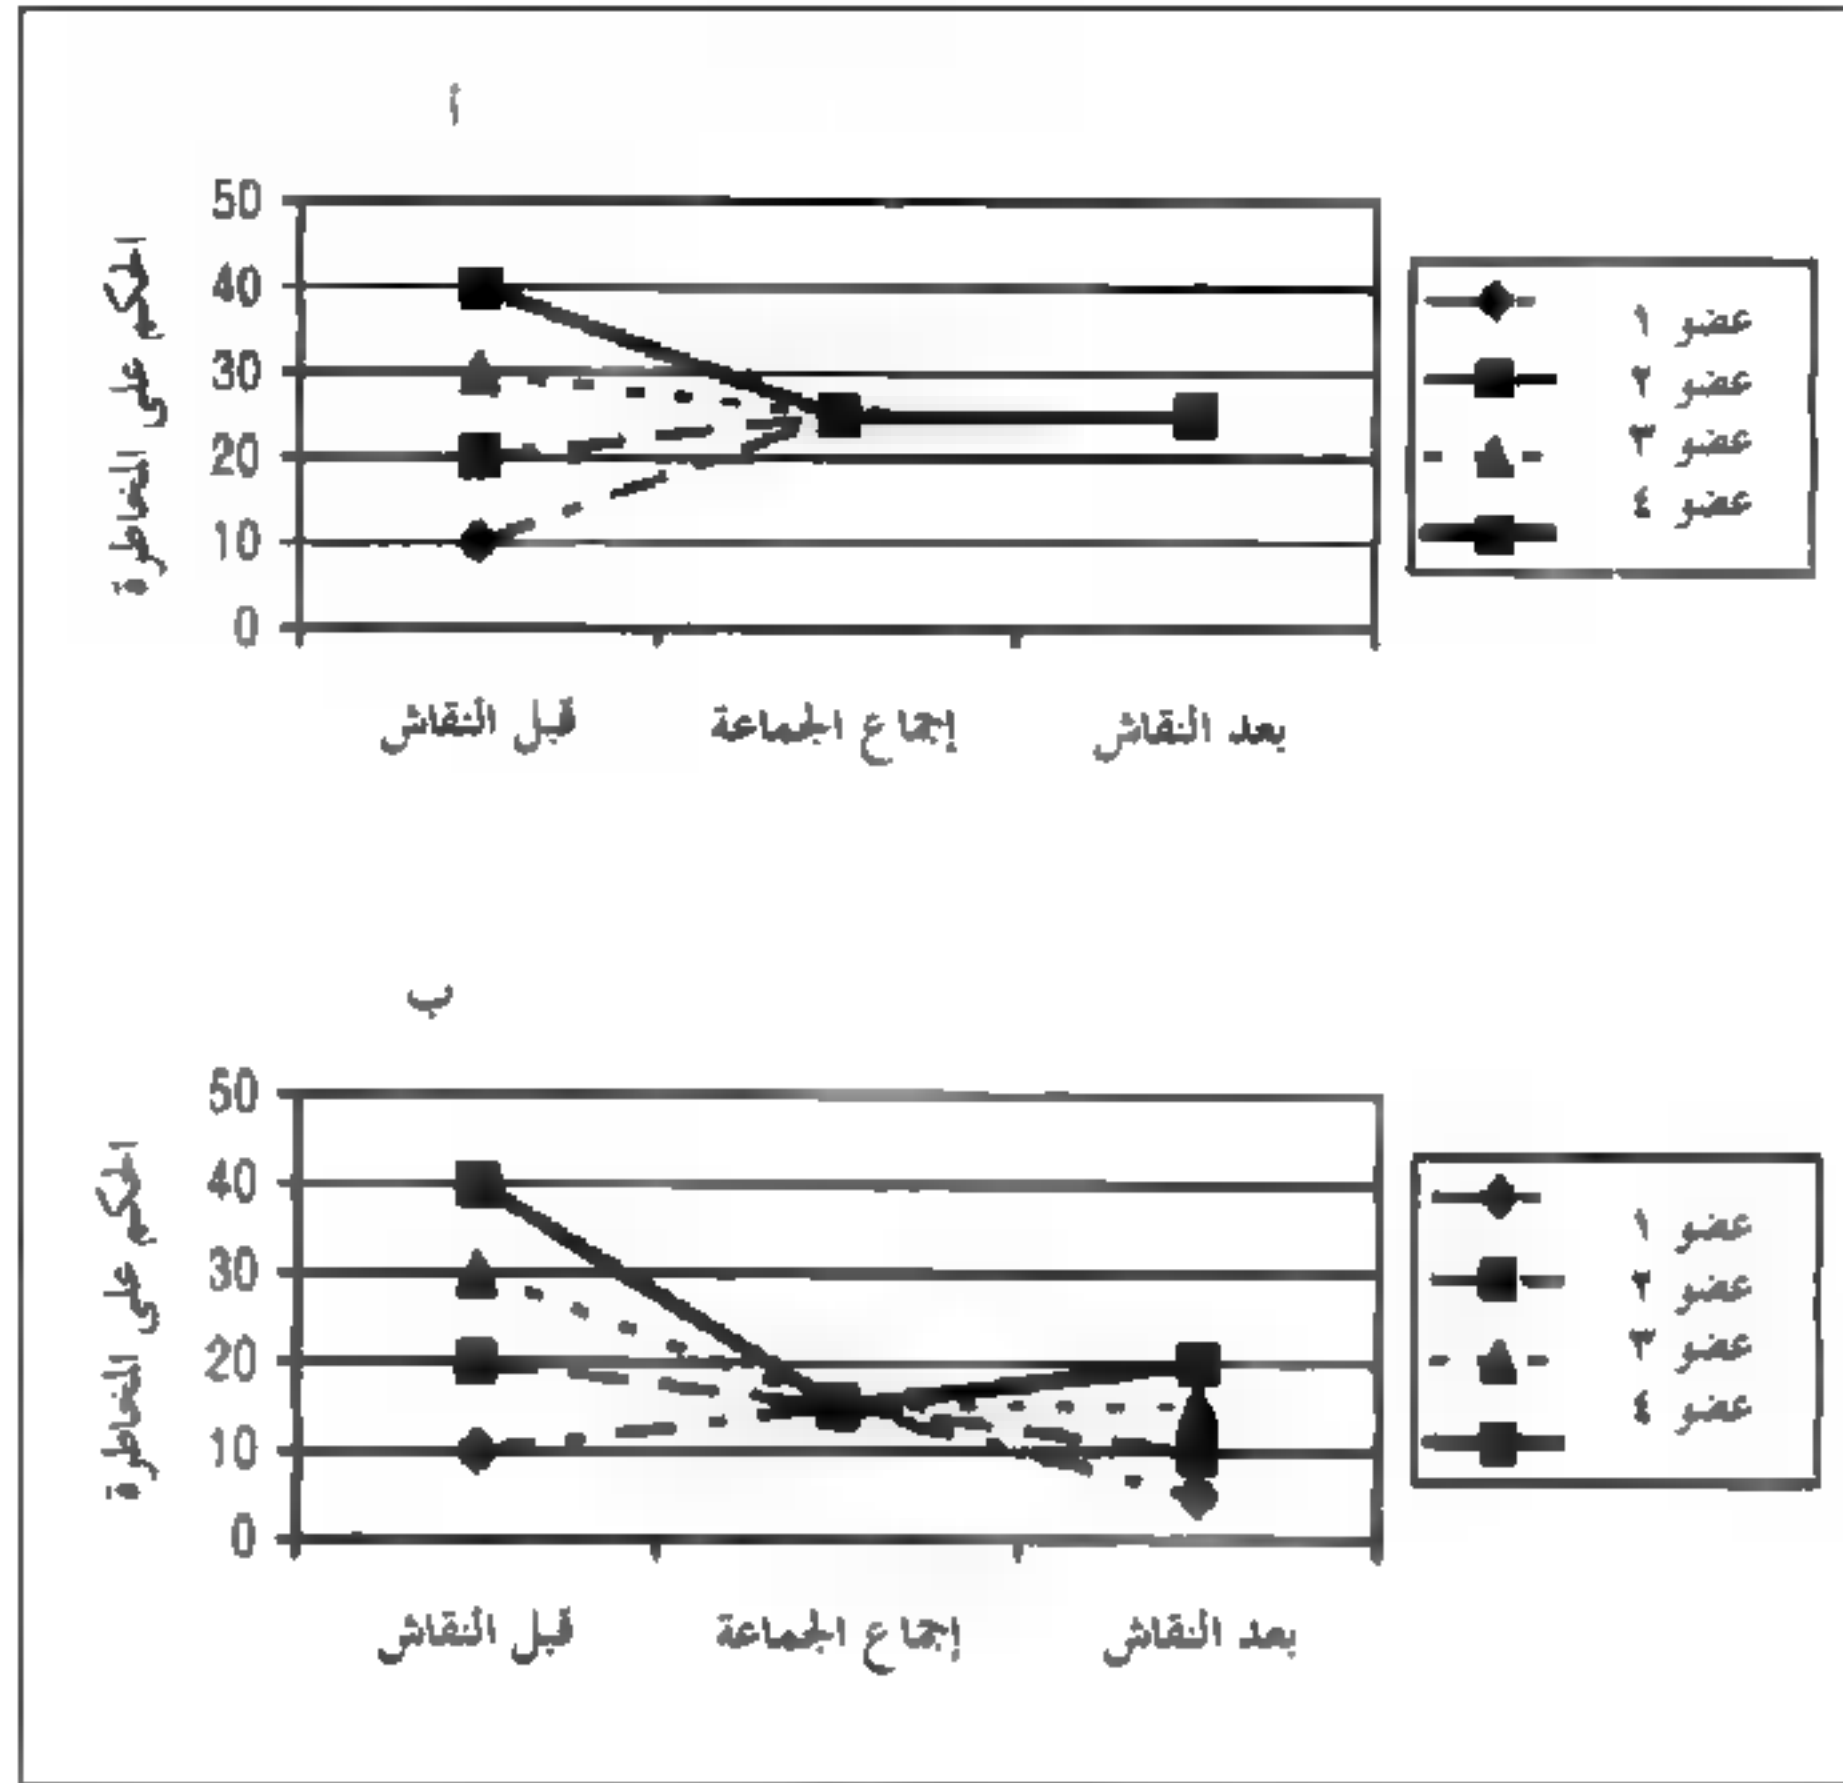 أ
الحكم على المخاطرة
50
40
30
20
10
0
قبل النقاش
إجماع الجماعة
بعد النقاش
عضو ١
عضو ٢
عضو ٣
عضو ٤
ب
الحكم على المخاطرة
50
40
30
20
10
0
قبل النقاش
إجماع الجماعة
بعد النقاش
عضو ١
عضو ٢
عضو ٣
عضو ٤